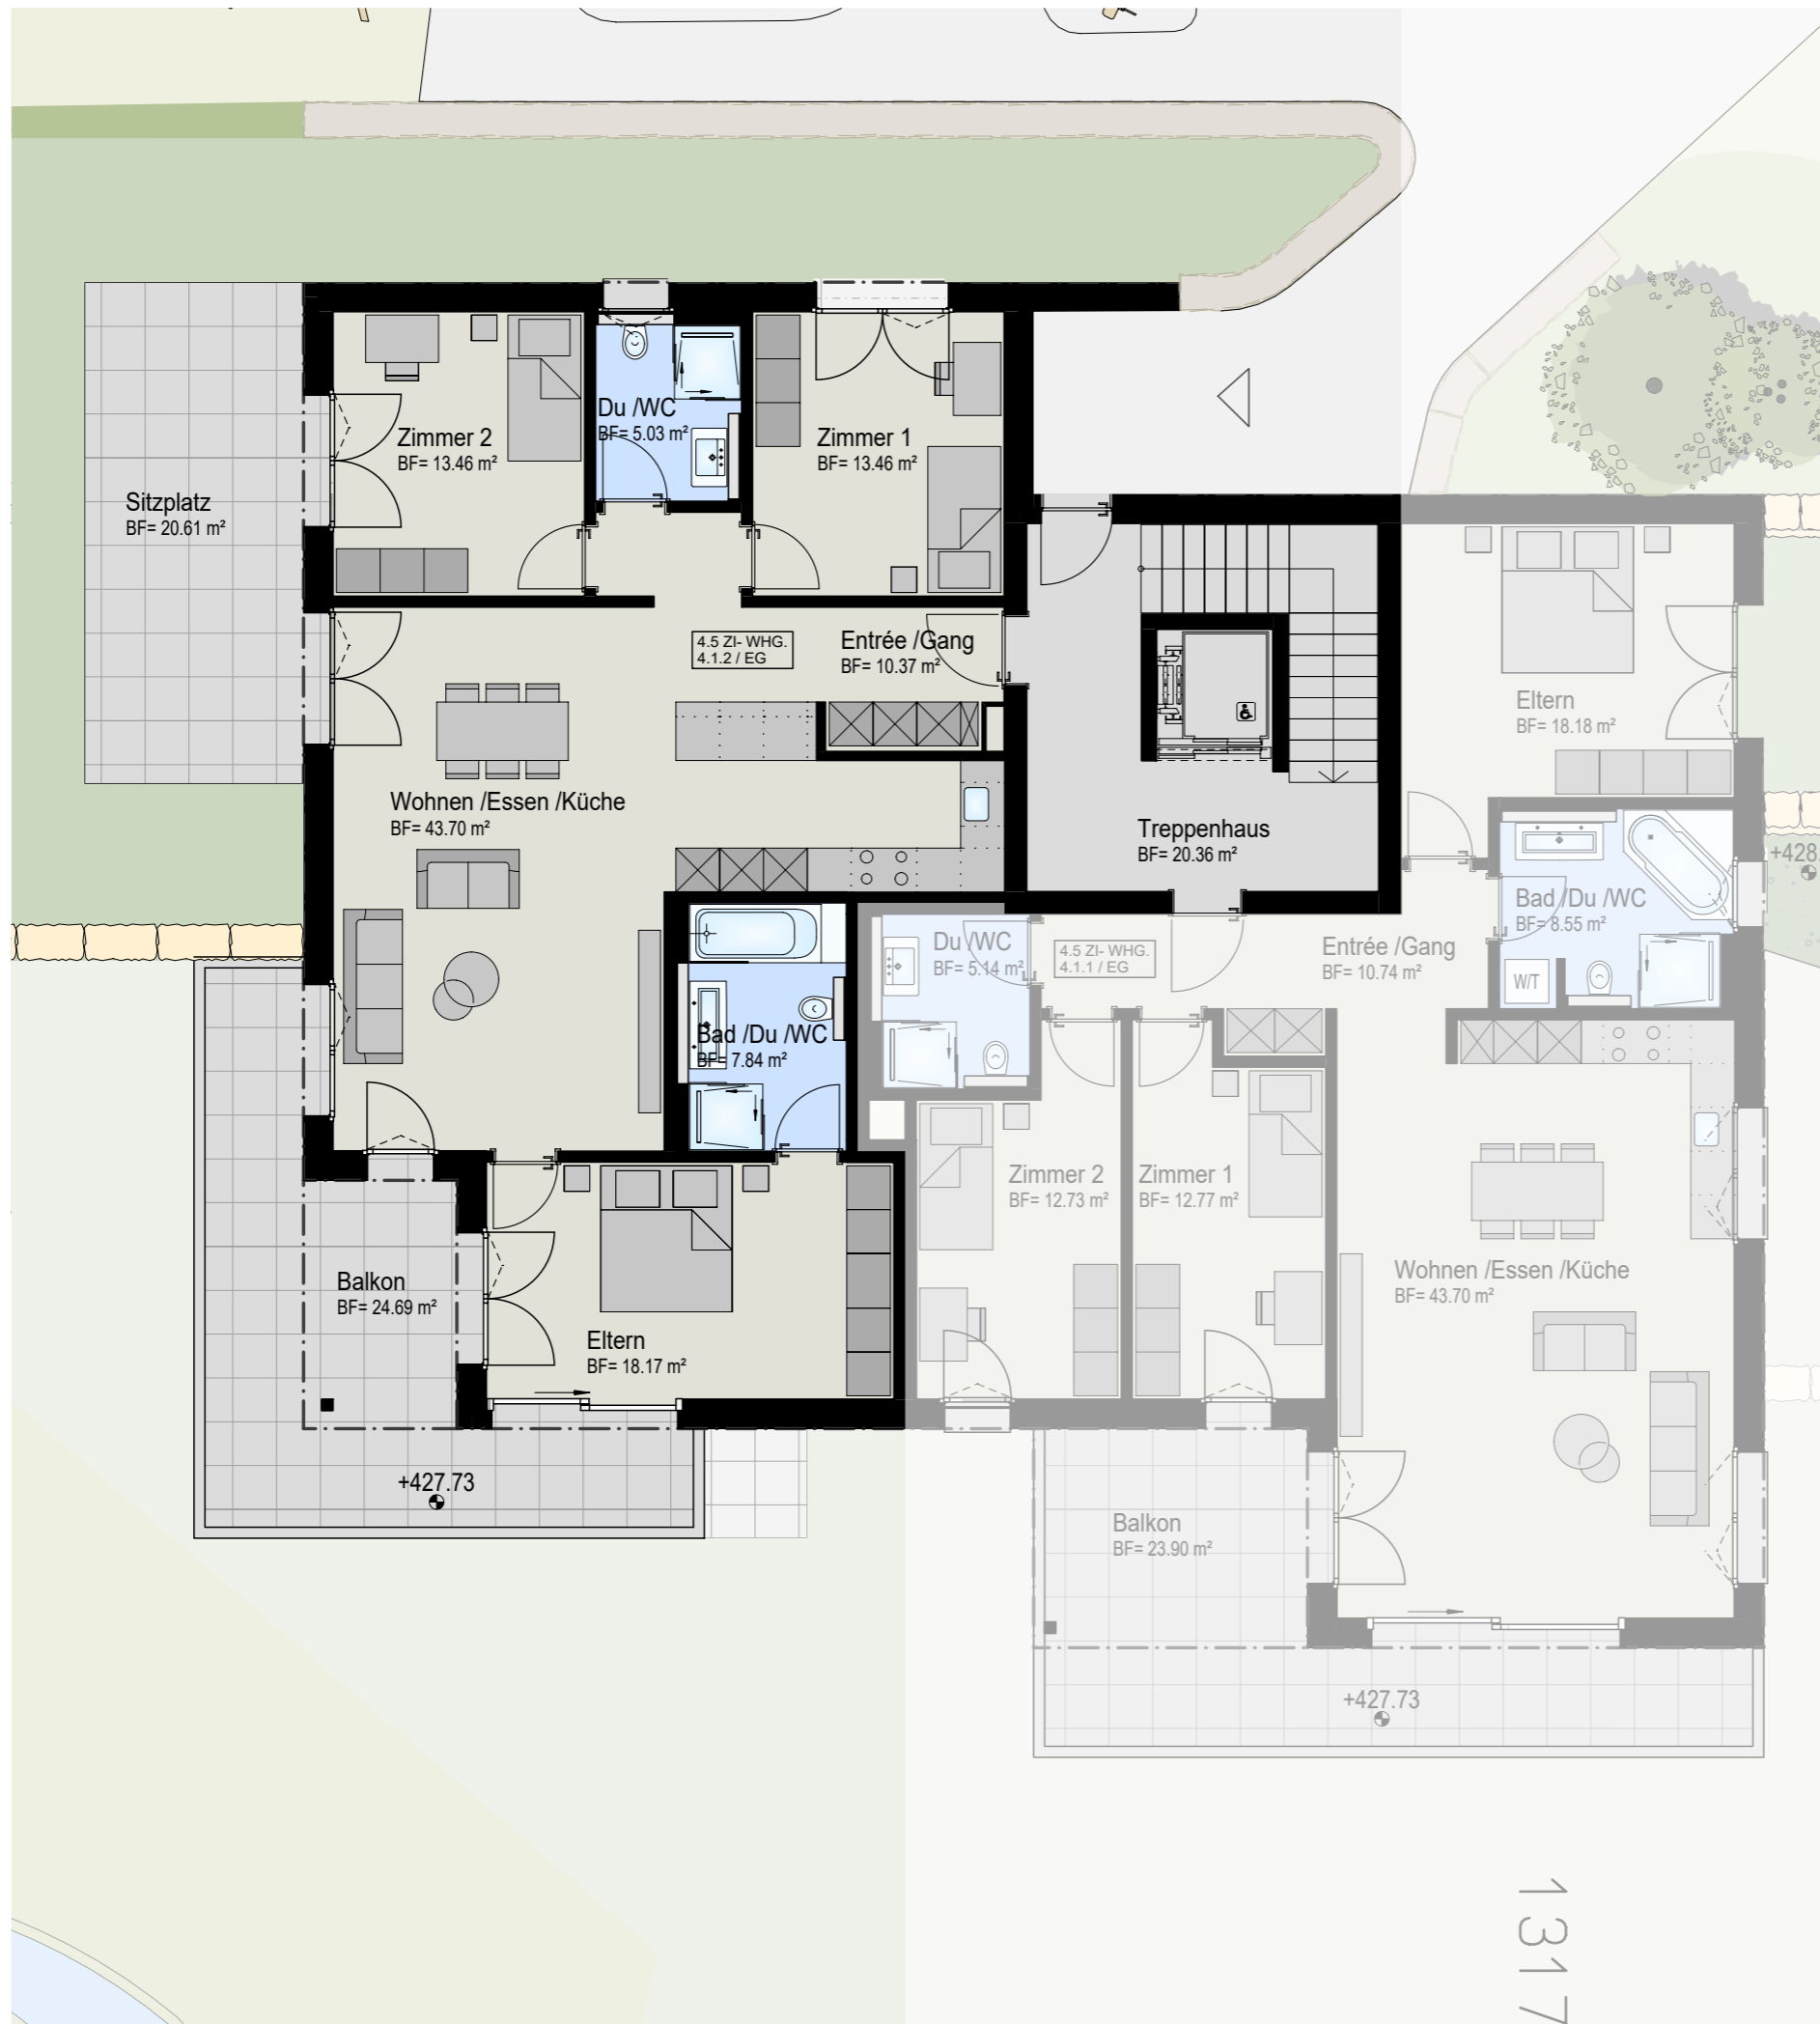 Zimmer 2
BF= 13.46 m²
Du /WC
BF= 5.03 m²
Zimmer 1
BF= 13.46 m²
Sitzplatz
BF= 20.61 m²
4.5 ZI- WHG.
4.1.2 / EG
Entrée /Gang
BF= 10.37 m²
Wohnen /Essen /Küche
BF= 43.70 m²
Treppenhaus
BF= 20.36 m²
Eltern
BF= 18.18 m²
+428.
Bad /Du /WC
BF= 8.55 m²
W/T
Du /WC
BF= 5.14 m²
4.5 ZI- WHG.
4.1.1 / EG
Entrée /Gang
BF= 10.74 m²
Bad /Du /WC
BF= 7.84 m²
Zimmer 2
BF= 12.73 m²
Zimmer 1
BF= 12.77 m²
Balkon
BF= 24.69 m²
Eltern
BF= 18.17 m²
Wohnen /Essen /Küche
BF= 43.70 m²
+427.73
Balkon
BF= 23.90 m²
+427.73
1317